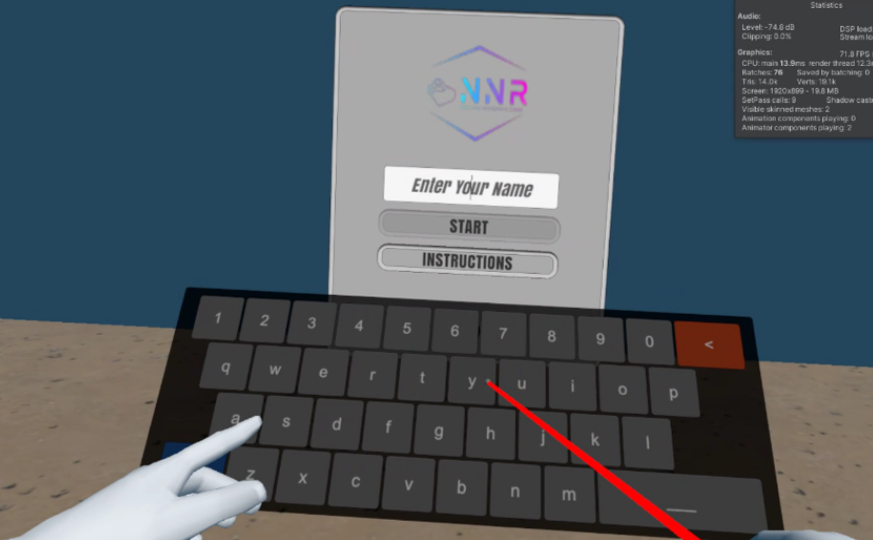 Statistics
Audio:
Level: -74.8 dB DSP load
Clipping: 0.0% Stream lo
Graphics: 71.8 FPS
CPU: main 13.9ms render thread 12.3
Batches: 76 Saved by batching: 0
Tris: 14.0k Verts: 19.1k
Screen: 1920x899 - 19.8 MB
SetPass calls: 9 Shadow cast
Visible skinned meshes: 2
Animation components playing: 0
Animator components playing: 2
NNR
Enter Your Name
START
INSTRUCTIONS
1 2 3 4 5 6 7 8 9 0 <
q w e r t y u i o p
a s d f g h j k l
z x c v b n m __